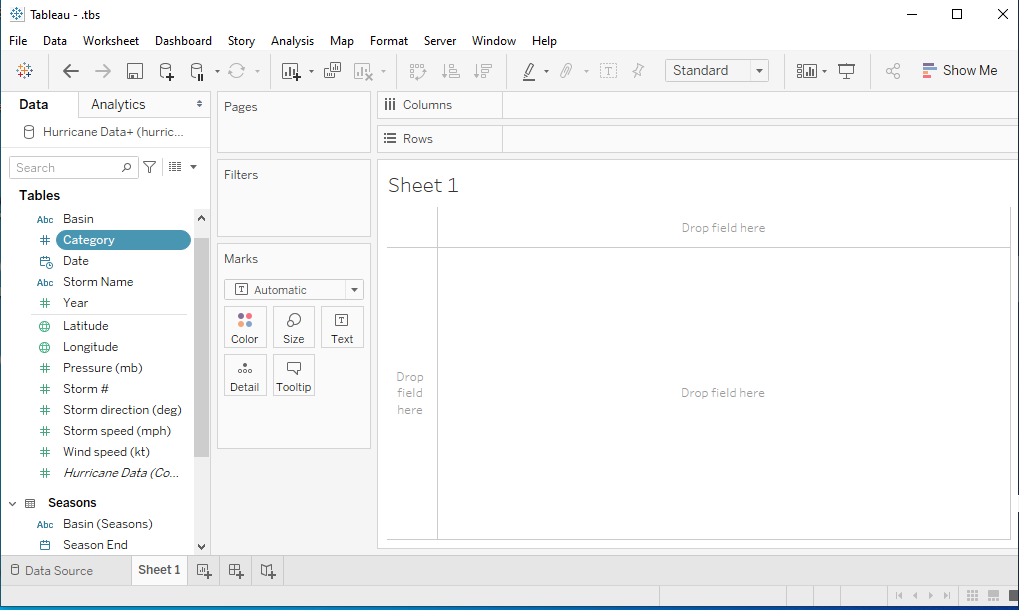 Tableau - .tbs
File Data Worksheet Dashboard Story Analysis Map Format Server Window Help
Standard
Show Me
Data
Analytics
Hurricane Data+ (hurric...
Search
Tables
Abc Basin
Category
Date
Abc Storm Name
Year
Latitude
Longitude
Pressure (mb)
Storm #
Storm direction (deg)
Storm speed (mph)
Wind speed (kt)
Hurricane Data (Co...
Seasons
Abc Basin (Seasons)
Season End
Pages
Filters
Marks
T Automatic
Color
Size
T Text
Detail
Tooltip
Columns
Rows
Sheet 1
Drop field here
Drop
field
here
Drop field here
Data Source
Sheet 1